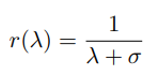 r(λ) = 1 / (λ + σ)